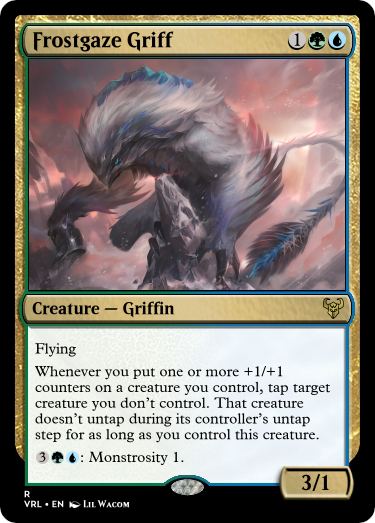 Frostgaze Griff 1
Creature — Griffin
Flying
Whenever you put one or more +1/+1
counters on a creature you control, tap target
creature you don't control. That creature
doesn't untap during its controller's untap
step for as long as you control this creature.
3 : Monstrosity 1.
3/1
R
VRL • EN Lil Wacom